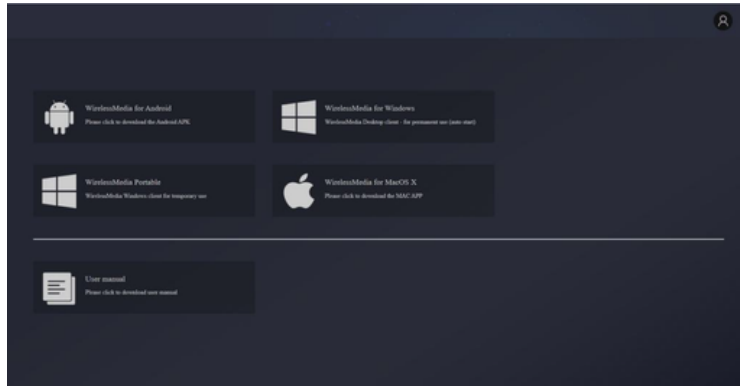 WirelessMedia for Android
Please click to download the Android APK
WirelessMedia for Windows
WirelessMedia Desktop client - for permanent use (auto start)
WirelessMedia Portable
WirelessMedia Windows client for temporary use
WirelessMedia for MacOS X
Please click to download the MAC APP
User manual
Please click to download user manual